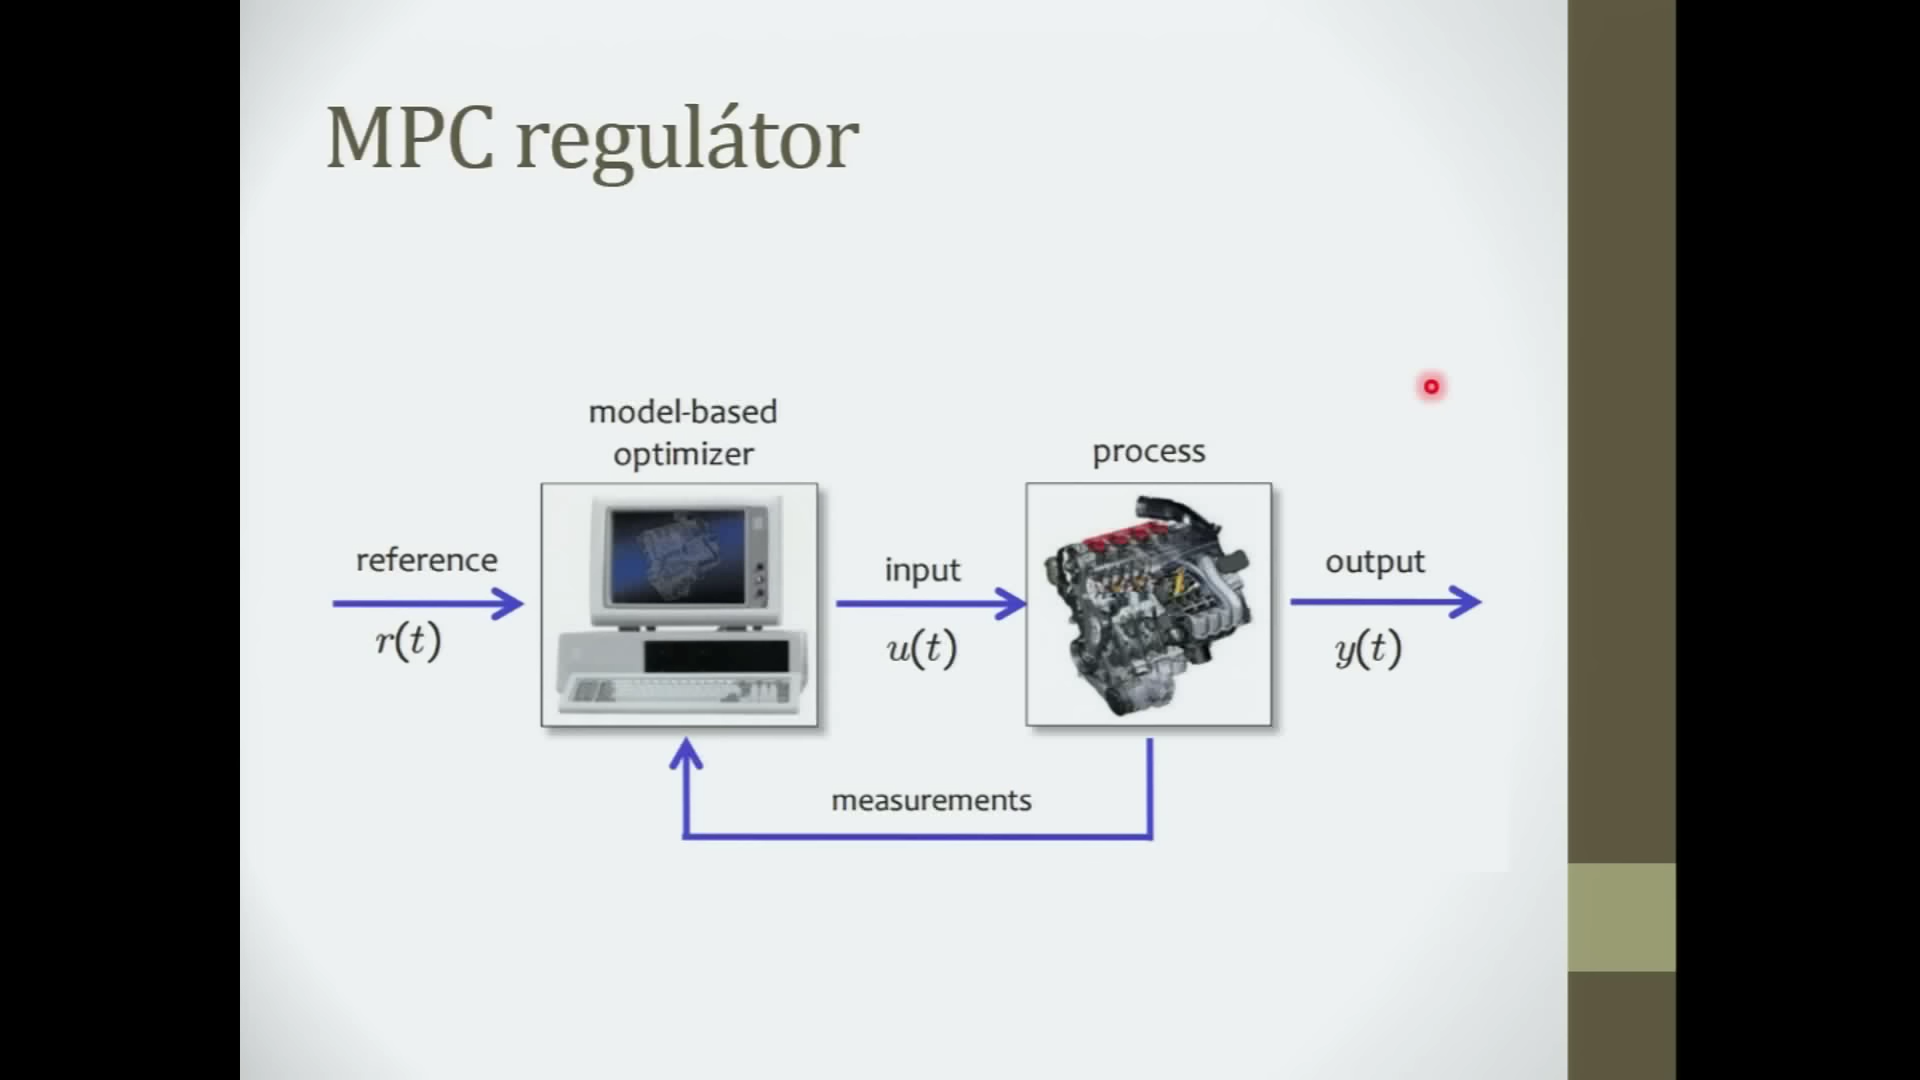 MPC regulátor
model-based
optimizer
process
reference
r(t)
input
u(t)
output
y(t)
measurements